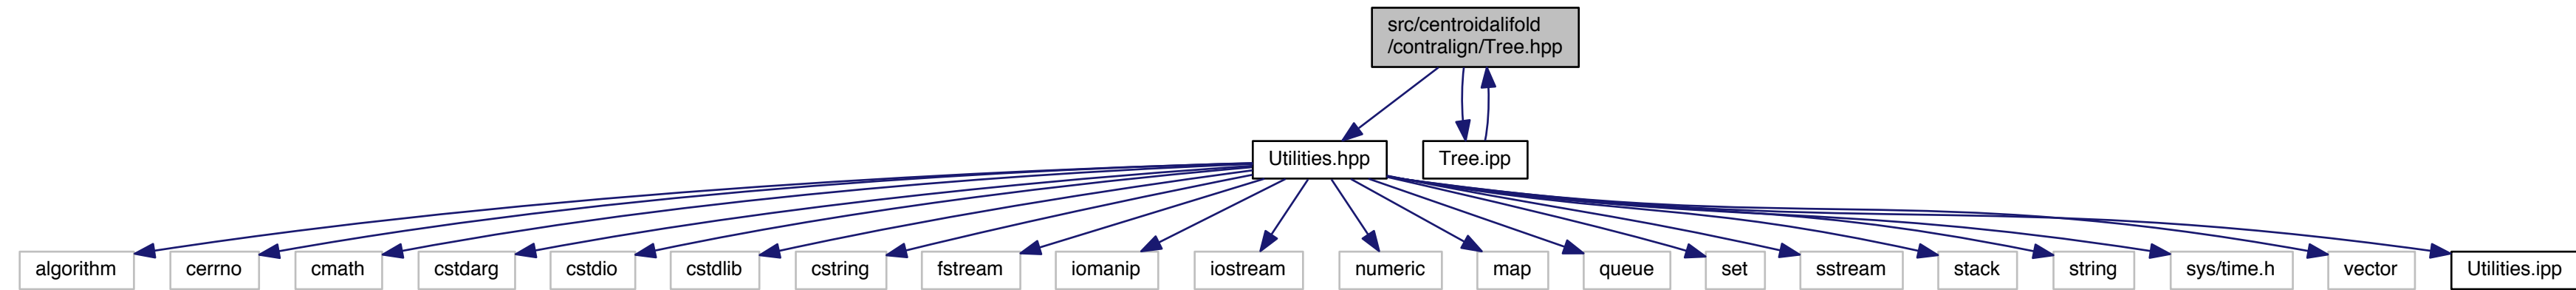 src/centroidalifold
/contralign/Tree.hpp
Utilities.hpp
Tree.ipp
algorithm
cerrno
cmath
cstdarg
cstdio
cstdlib
cstring
fstream
iomanip
iostream
numeric
map
queue
set
sstream
stack
string
sys/time.h
vector
Utilities.ipp